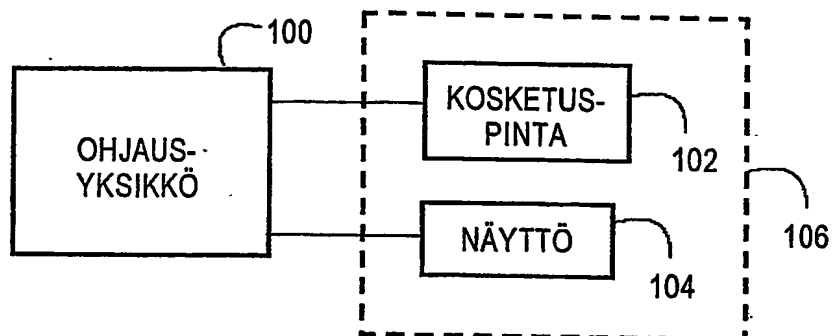 100
OHJAUS-
YKSIKKÖ
KOSKETUS-
PINTA
102
NÄYTTÖ
104
106